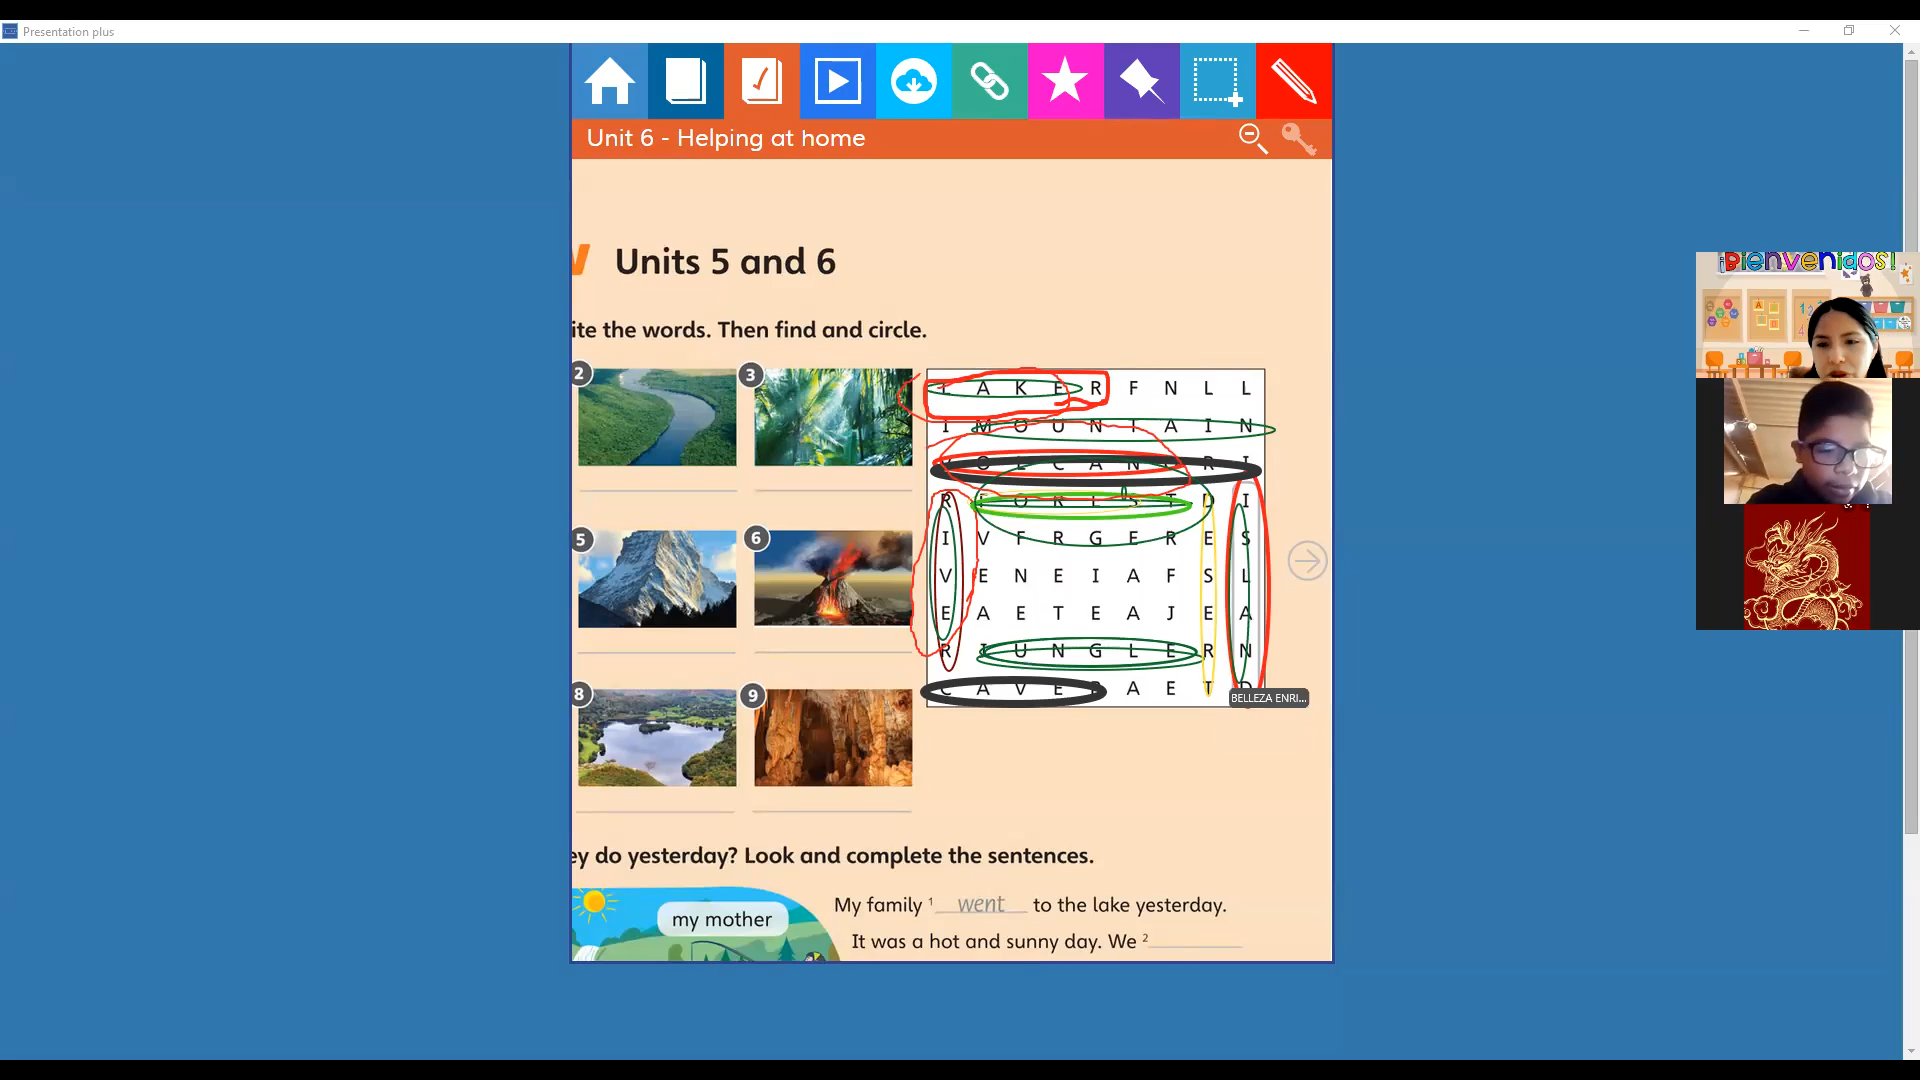 Presentation plus
Unit 6 - Helping at home
Units 5 and 6
ite the words. Then find and circle.
2
3
5
6
8
9
L A K E R F N L L
I M O U N T A I N
O L C A N R I
R O R S T D I
I V F R G E R E S
V E N E I A F S L
E A E T E A J E A
R J U N G L E R N
C A V E A E T D
BELLEZA ENRI...
ey do yesterday? Look and complete the sentences.
my mother
My family 1 went to the lake yesterday.
It was a hot and sunny day. We 2
¡Bienvenidos!